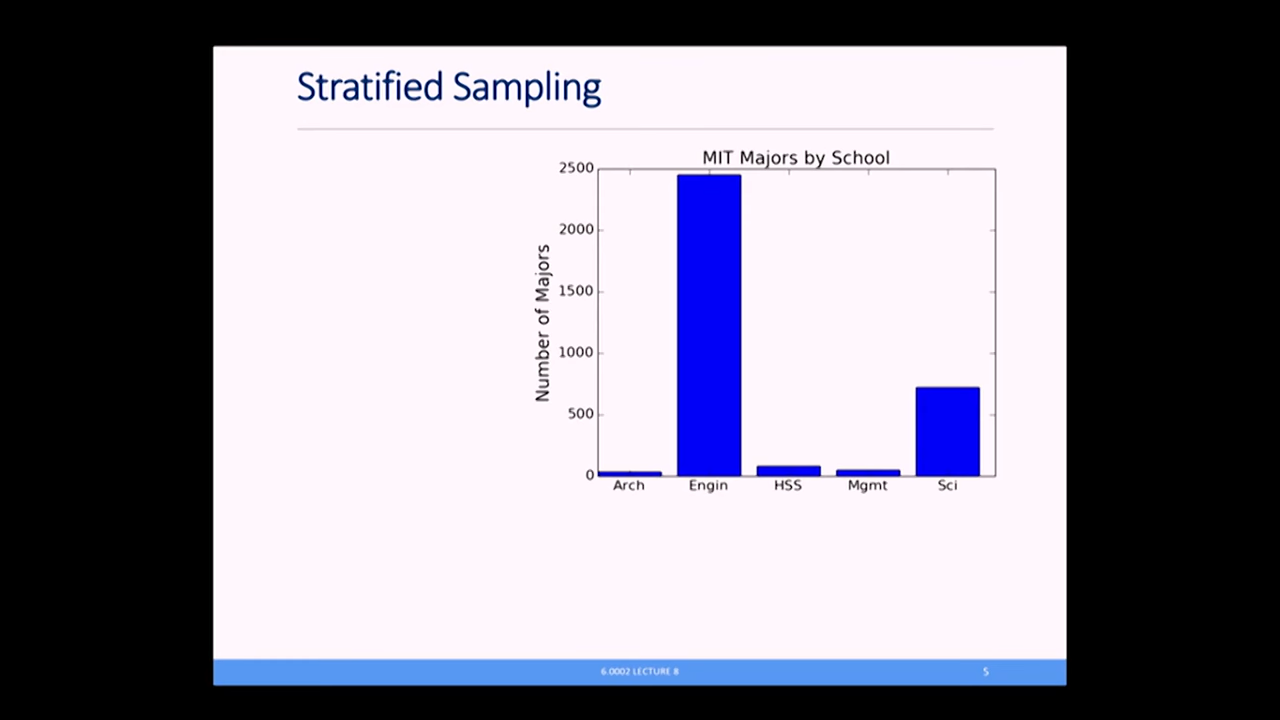 Stratified Sampling
MIT Majors by School
Number of Majors
2500
2000
1500
1000
500
0
Arch Engin HSS Mgmt Sci
6.0002 LECTURE 8
5